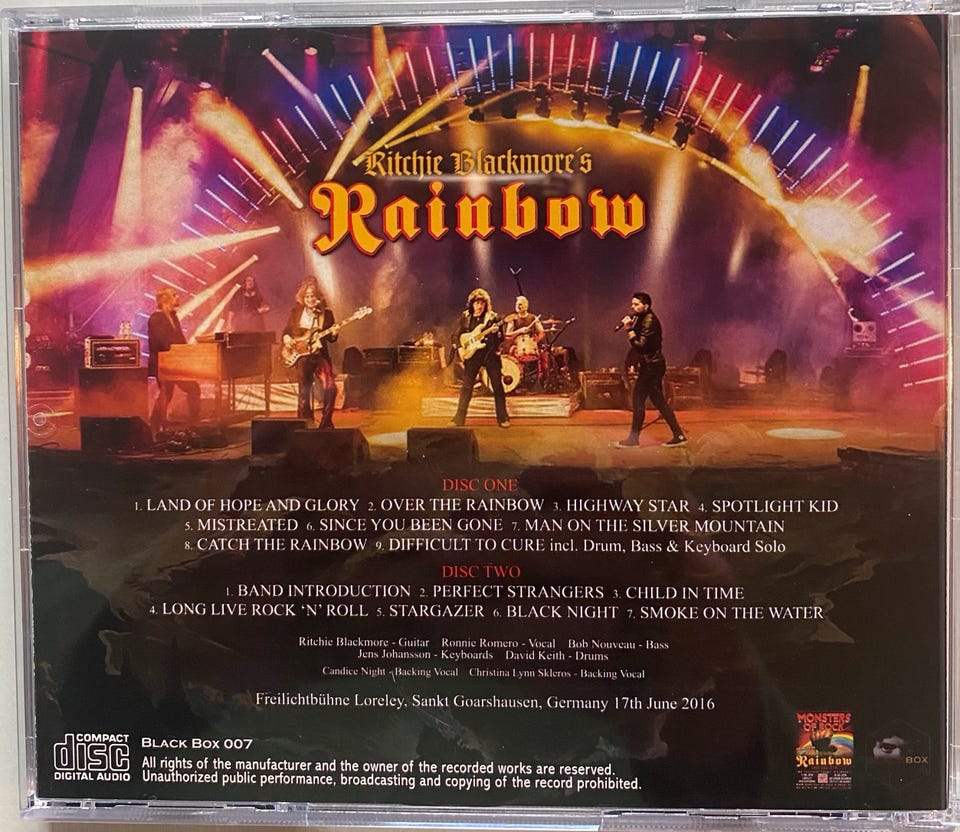 Ritchie Blackmore's
Rainbow
DISC ONE
1. LAND OF HOPE AND GLORY 2. OVER THE RAINBOW 3. HIGHWAY STAR 4. SPOTLIGHT KID
5. MISTREATED 6. SINCE YOU BEEN GONE 7. MAN ON THE SILVER MOUNTAIN
8. CATCH THE RAINBOW 9. DIFFICULT TO CURE incl. Drum, Bass & Keyboard Solo
DISC TWO
1. BAND INTRODUCTION 2. PERFECT STRANGERS 3. CHILD IN TIME
4. LONG LIVE ROCK 'N' ROLL 5. STARGAZER 6. BLACK NIGHT 7. SMOKE ON THE WATER
Ritchie Blackmore - Guitar Ronnie Romero - Vocal Bob Nouveau - Bass
Jens Johansson - Keyboards David Keith - Drums
Candice Night - Backing Vocal Christina Lynn Skleros - Backing Vocal
Freilichtbühne Loreley, Sankt Goarshausen, Germany 17th June 2016
COMPACT
disc
DIGITAL AUDIO
BLACK BOX 007
All rights of the manufacturer and the owner of the recorded works are reserved.
Unauthorized public performance, broadcasting and copying of the record prohibited.
MONSTERS
OF ROCK
Rainbow
BOX